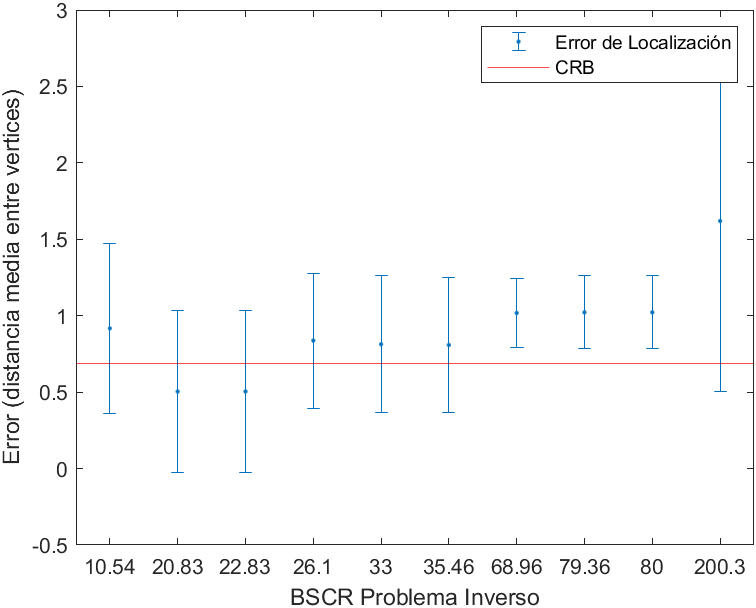 3
2.5
2
1.5
1
0.5
0
-0.5
Error (distancia media entre vertices)
Error de Localización
CRB
10.54 20.83 22.83 26.1 33 35.46 68.96 79.36 80 200.3
BSCR Problema Inverso